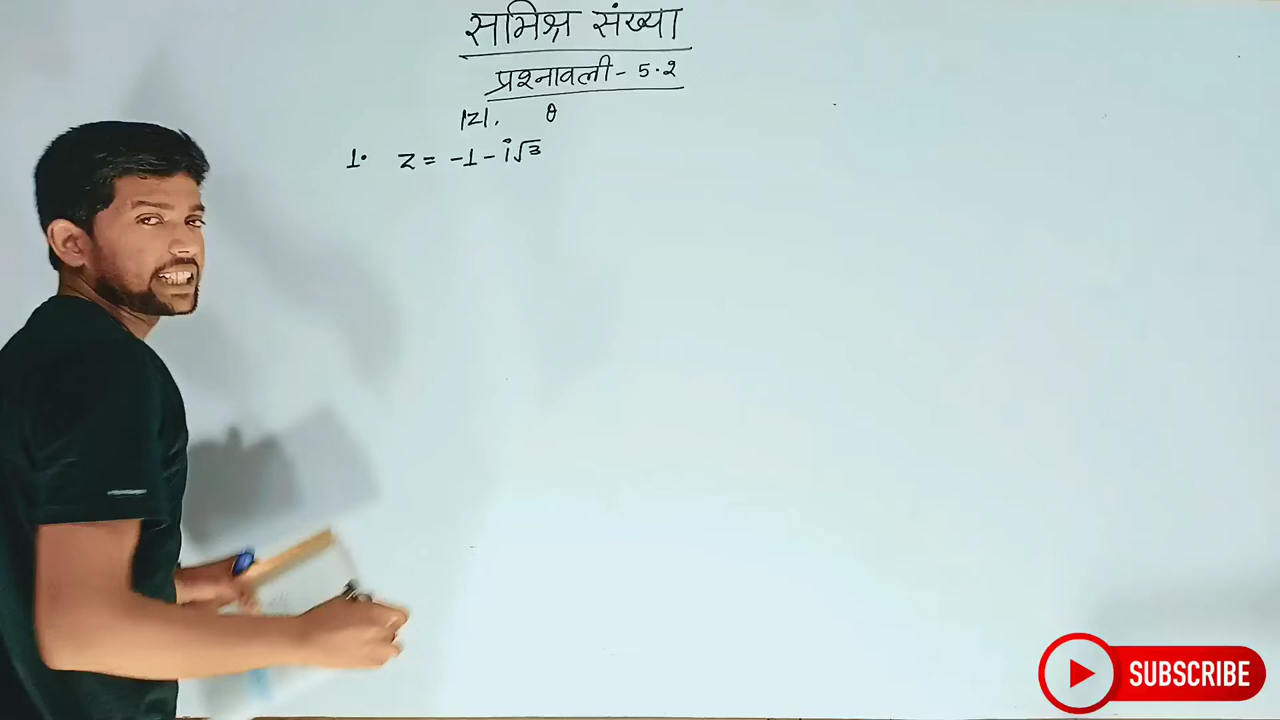 समिश्र संख्या
प्रश्नावली - 5.2
|z|. θ
1. z = -1 - i√3
SUBSCRIBE